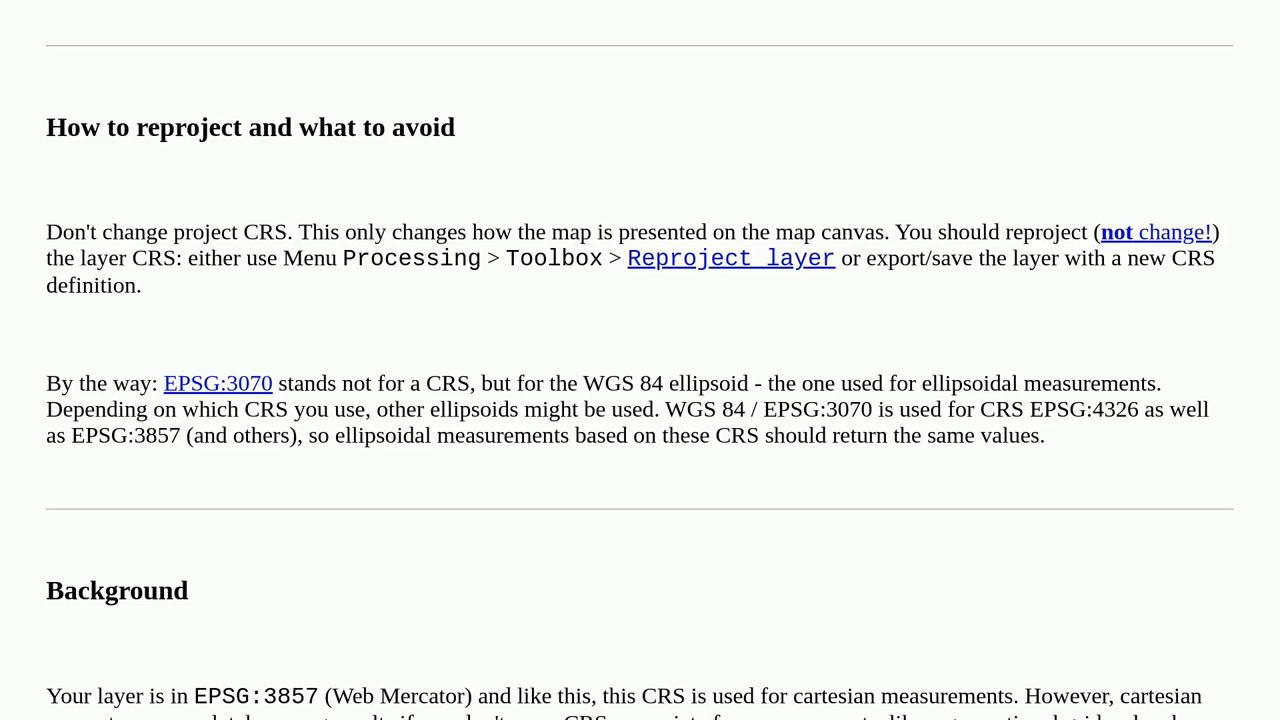 How to reproject and what to avoid
Don't change project CRS. This only changes how the map is presented on the map canvas. You should reproject (not change!)
the layer CRS: either use Menu Processing > Toolbox > Reproject layer or export/save the layer with a new CRS
definition.
By the way: EPSG:3070 stands not for a CRS, but for the WGS 84 ellipsoid - the one used for ellipsoidal measurements.
Depending on which CRS you use, other ellipsoids might be used. WGS 84 / EPSG:3070 is used for CRS EPSG:4326 as well
as EPSG:3857 (and others), so ellipsoidal measurements based on these CRS should return the same values.
Background
Your layer is in EPSG:3857 (Web Mercator) and like this, this CRS is used for cartesian measurements. However, cartesian